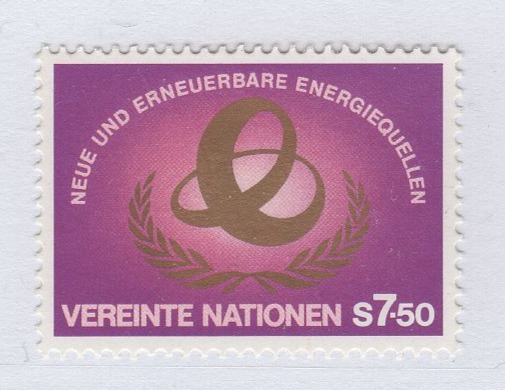 NEUE UND ERNEUERBARE ENERGIEQUELLEN
VEREINTE NATIONEN S7·50